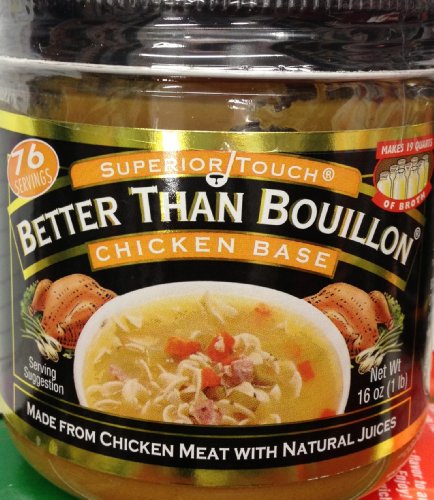 76
SERVINGS
SUPERIOR TOUCH®
MAKES 19 QUARTS
OF BROTH
BETTER THAN BOUILLON®
CHICKEN BASE
Serving
Suggestion
Net Wt
16 oz (1 lb)
MADE FROM CHICKEN MEAT WITH NATURAL JUICES